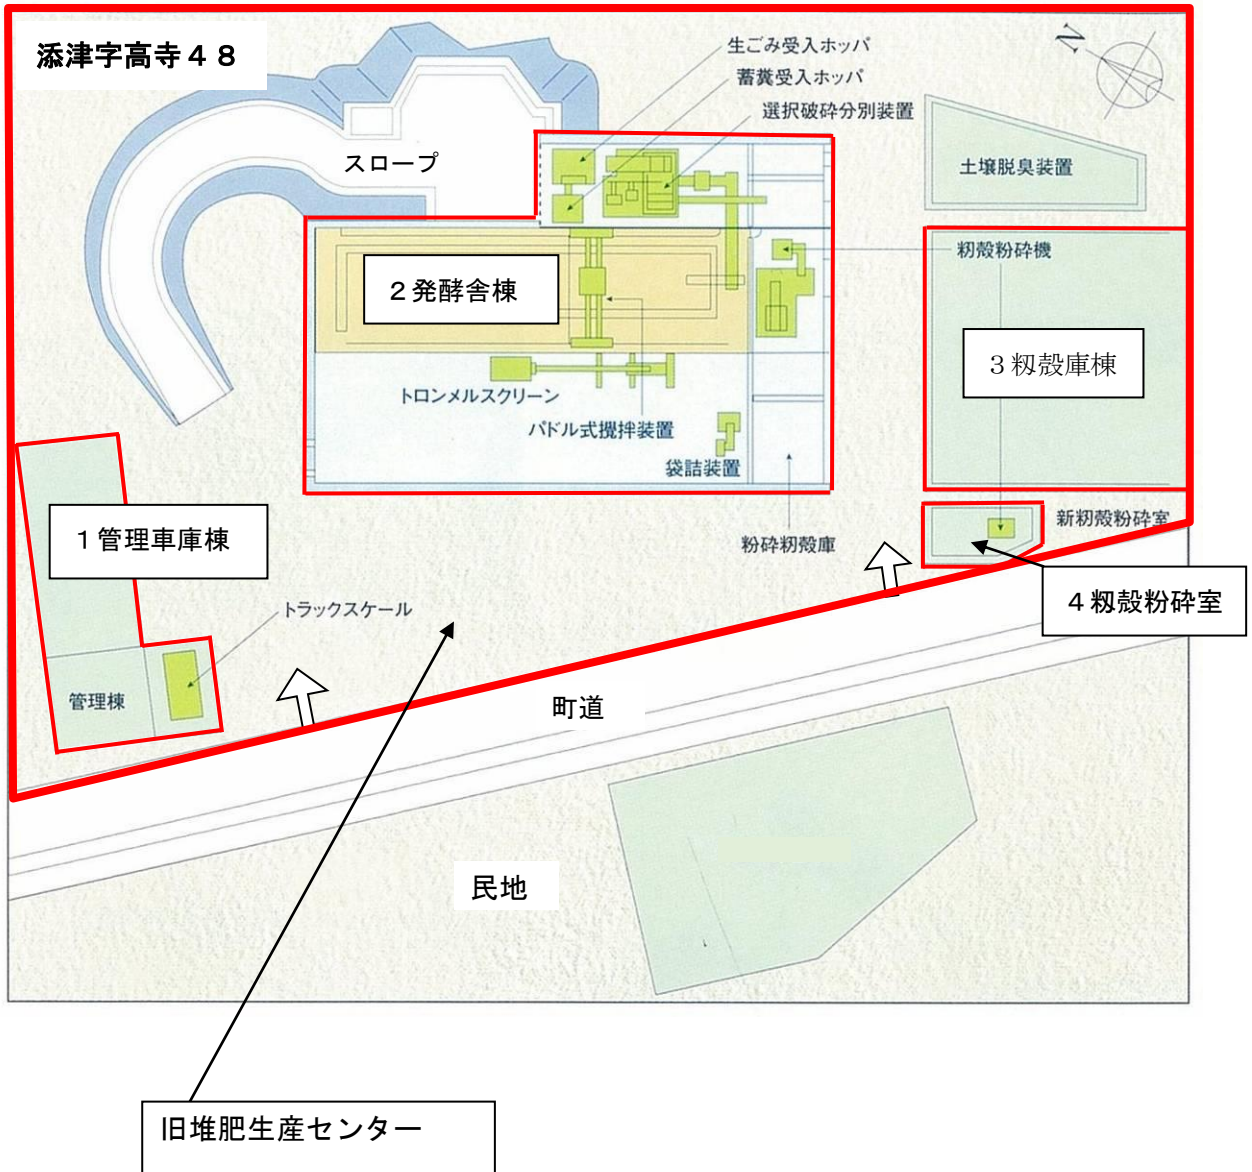 添津字高寺４８
N
生ごみ受入ホッパ
蓄糞受入ホッパ
選択破砕分別装置
スロープ
土壌脱臭装置
籾殻粉砕機
２発酵舎棟
３籾殻庫棟
トロンメルスクリーン
パドル式攪拌装置
袋詰装置
新籾殻粉砕室
１管理車庫棟
粉砕籾殻庫
４籾殻粉砕室
トラックスケール
管理棟
町道
民地
旧堆肥生産センター